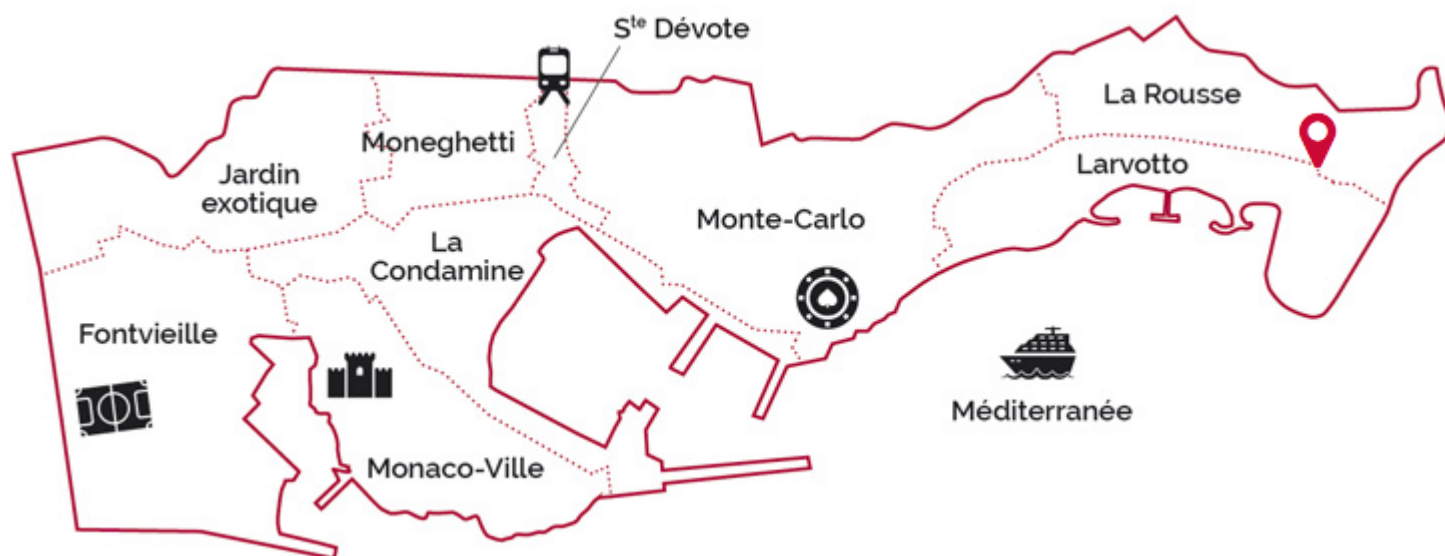 Sᵗᵉ Dévote
La Rousse
Moneghetti
Larvotto
Jardin
exotique
Monte-Carlo
La
Condamine
Fontvieille
Méditerranée
Monaco-Ville